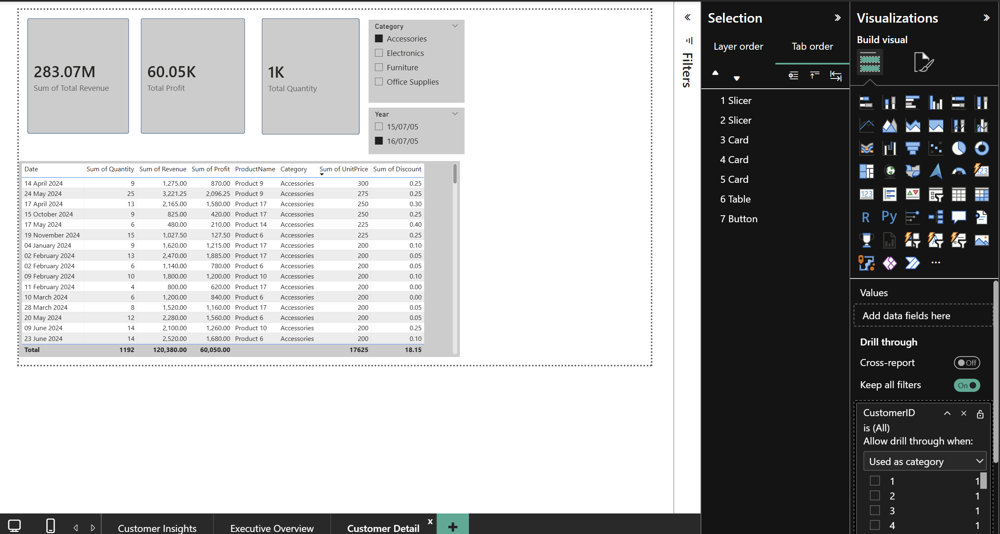 283.07M
Sum of Total Revenue
60.05K
Total Profit
1K
Total Quantity
Category
Accessories
Electronics
Furniture
Office Supplies
Year
15/07/05
16/07/05
Date Sum of Quantity Sum of Revenue Sum of Profit ProductName Category Sum of UnitPrice Sum of Discount
14 April 2024 9 1,275.00 870.00 Product 9 Accessories 300 0.25
24 May 2024 25 3,221.25 2,096.25 Product 9 Accessories 275 0.25
17 April 2024 13 2,165.00 1,580.00 Product 17 Accessories 250 0.30
15 October 2024 9 825.00 420.00 Product 17 Accessories 250 0.25
17 May 2024 6 480.00 210.00 Product 14 Accessories 225 0.40
19 November 2024 15 1,027.50 127.50 Product 6 Accessories 225 0.25
04 January 2024 9 1,620.00 1,215.00 Product 17 Accessories 200 0.10
02 February 2024 13 2,470.00 1,885.00 Product 17 Accessories 200 0.05
02 February 2024 6 1,140.00 780.00 Product 6 Accessories 200 0.05
09 February 2024 10 1,800.00 1,200.00 Product 10 Accessories 200 0.10
11 February 2024 4 800.00 620.00 Product 17 Accessories 200 0.00
10 March 2024 6 1,200.00 840.00 Product 6 Accessories 200 0.00
28 March 2024 8 1,520.00 1,160.00 Product 17 Accessories 200 0.05
20 May 2024 12 2,280.00 1,560.00 Product 6 Accessories 200 0.05
09 June 2024 14 2,100.00 1,260.00 Product 10 Accessories 200 0.25
23 June 2024 14 2,520.00 1,680.00 Product 6 Accessories 200 0.10
Total 1192 120,380.00 60,050.00 17625 18.15
Filters
Selection
Layer order
Tab order
1 Slicer
2 Slicer
3 Card
4 Card
5 Card
6 Table
7 Button
Visualizations
Build visual
123
123
R
Py
...
Values
Add data fields here
Drill through
Cross-report
Off
Keep all filters
On
CustomerID
is (All)
Allow drill through when:
Used as category
1 1
2 1
3 1
4 1
Customer Insights
Executive Overview
Customer Detail
x
+